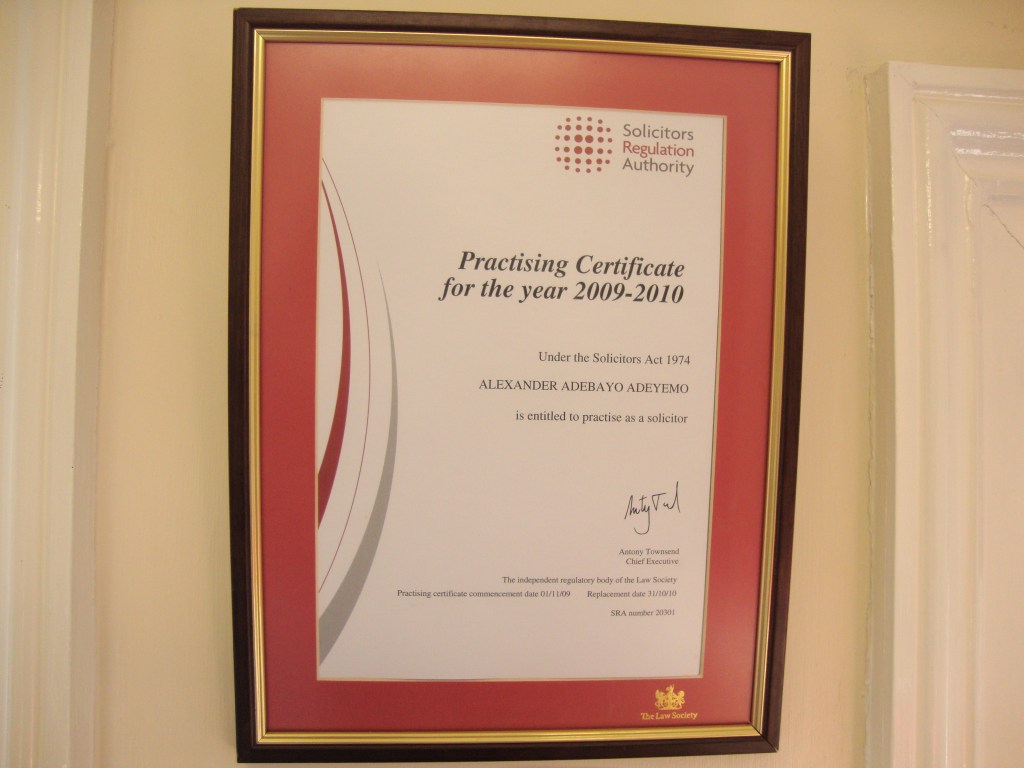 Solicitors
Regulation
Authority
Practising Certificate
for the year 2009-2010
Under the Solicitors Act 1974
ALEXANDER ADEBAYO ADEYEMO
is entitled to practise as a solicitor
Antony Townsend
Chief Executive
The independent regulatory body of the Law Society
Practising certificate commencement date 01/11/09 Replacement date 31/10/10
SRA number 20301
The Law Society